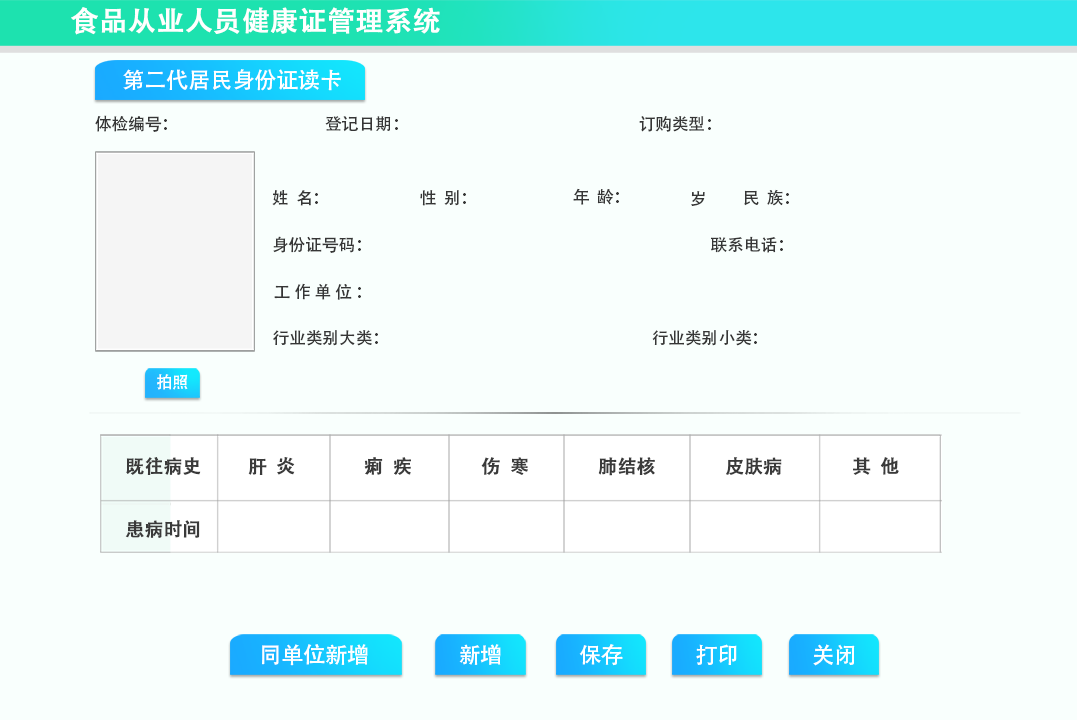 食品从业人员健康证管理系统
第二代居民身份证读卡
体检编号： 登记日期： 订购类型：
姓 名： 性 别： 年 龄： 岁 民 族：
身份证号码： 联系电话：
工 作 单 位 ：
行业类别大类： 行业类别小类：
拍照
既往病史 肝 炎 痢 疾 伤 寒 肺结核 皮肤病 其 他
患病时间
同单位新增 新增 保存 打印 关闭